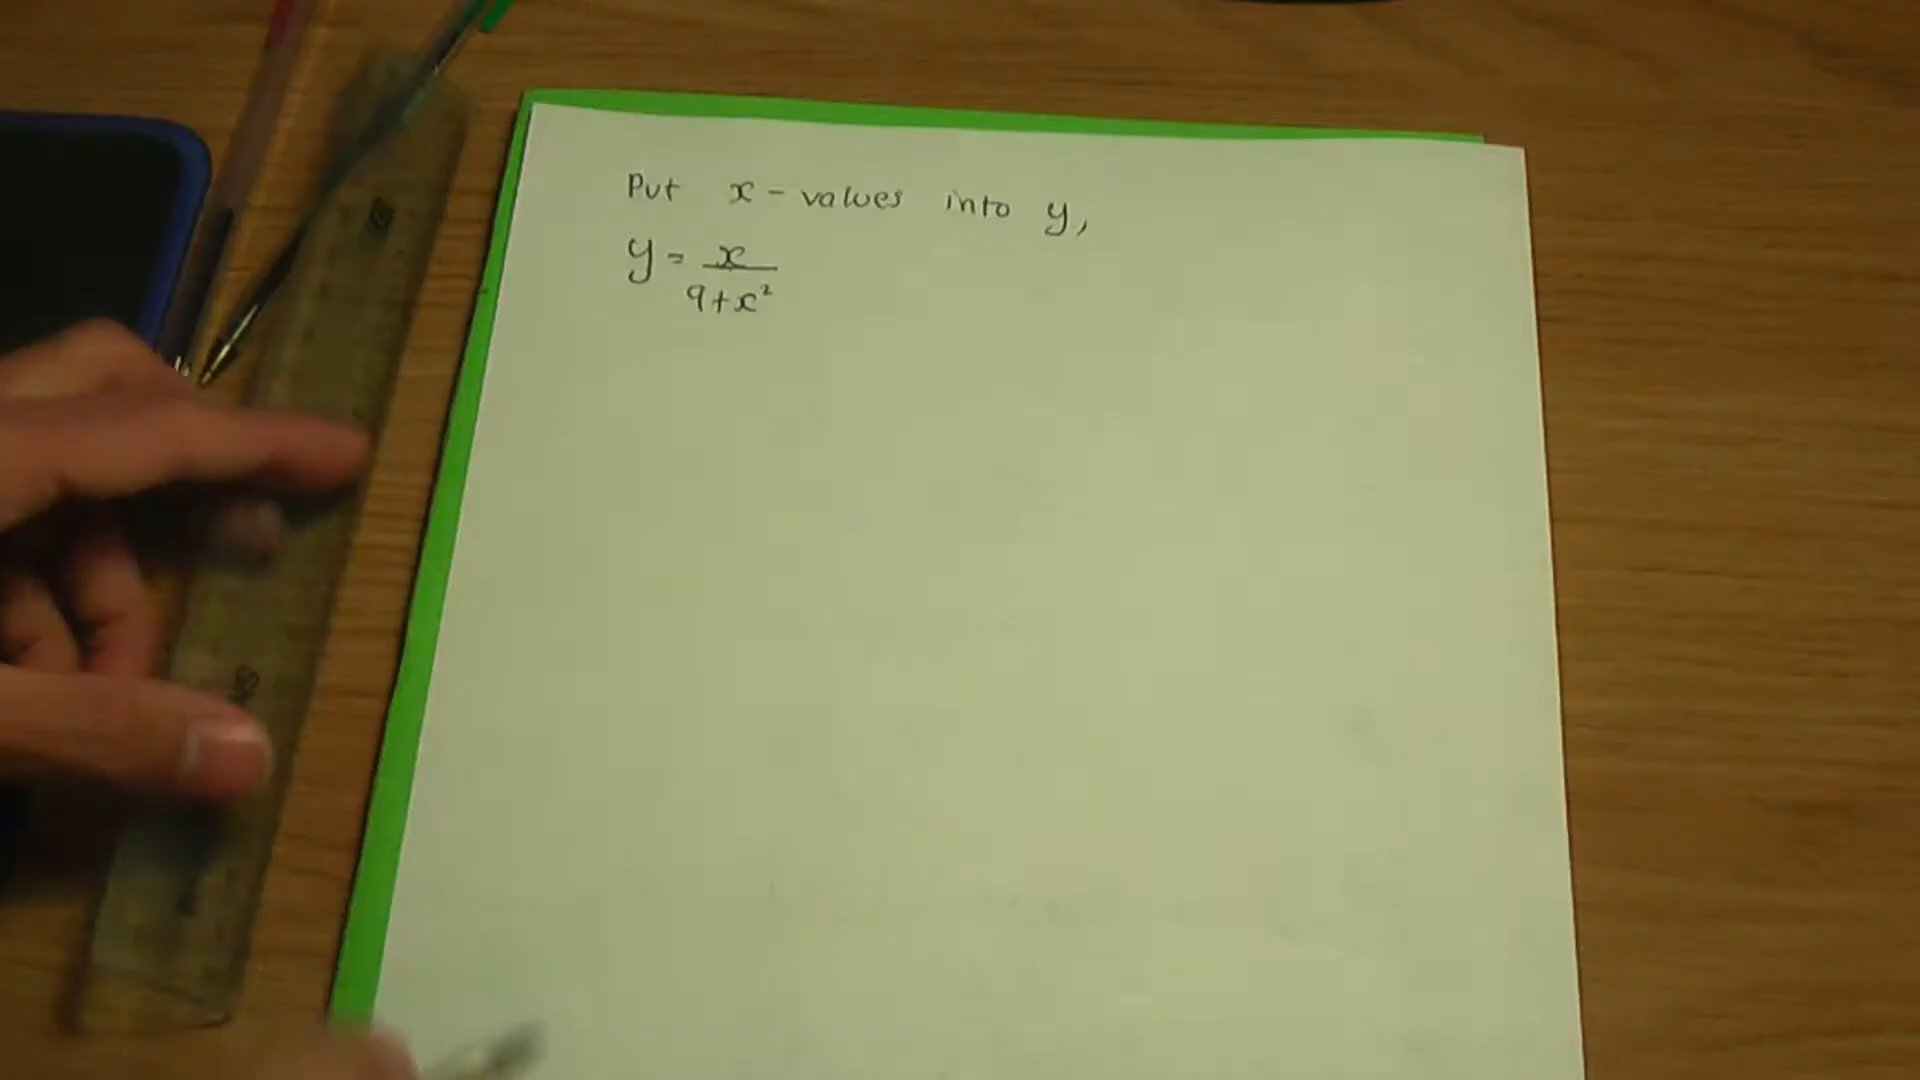 Put x-values into y,
y = x
9+x²